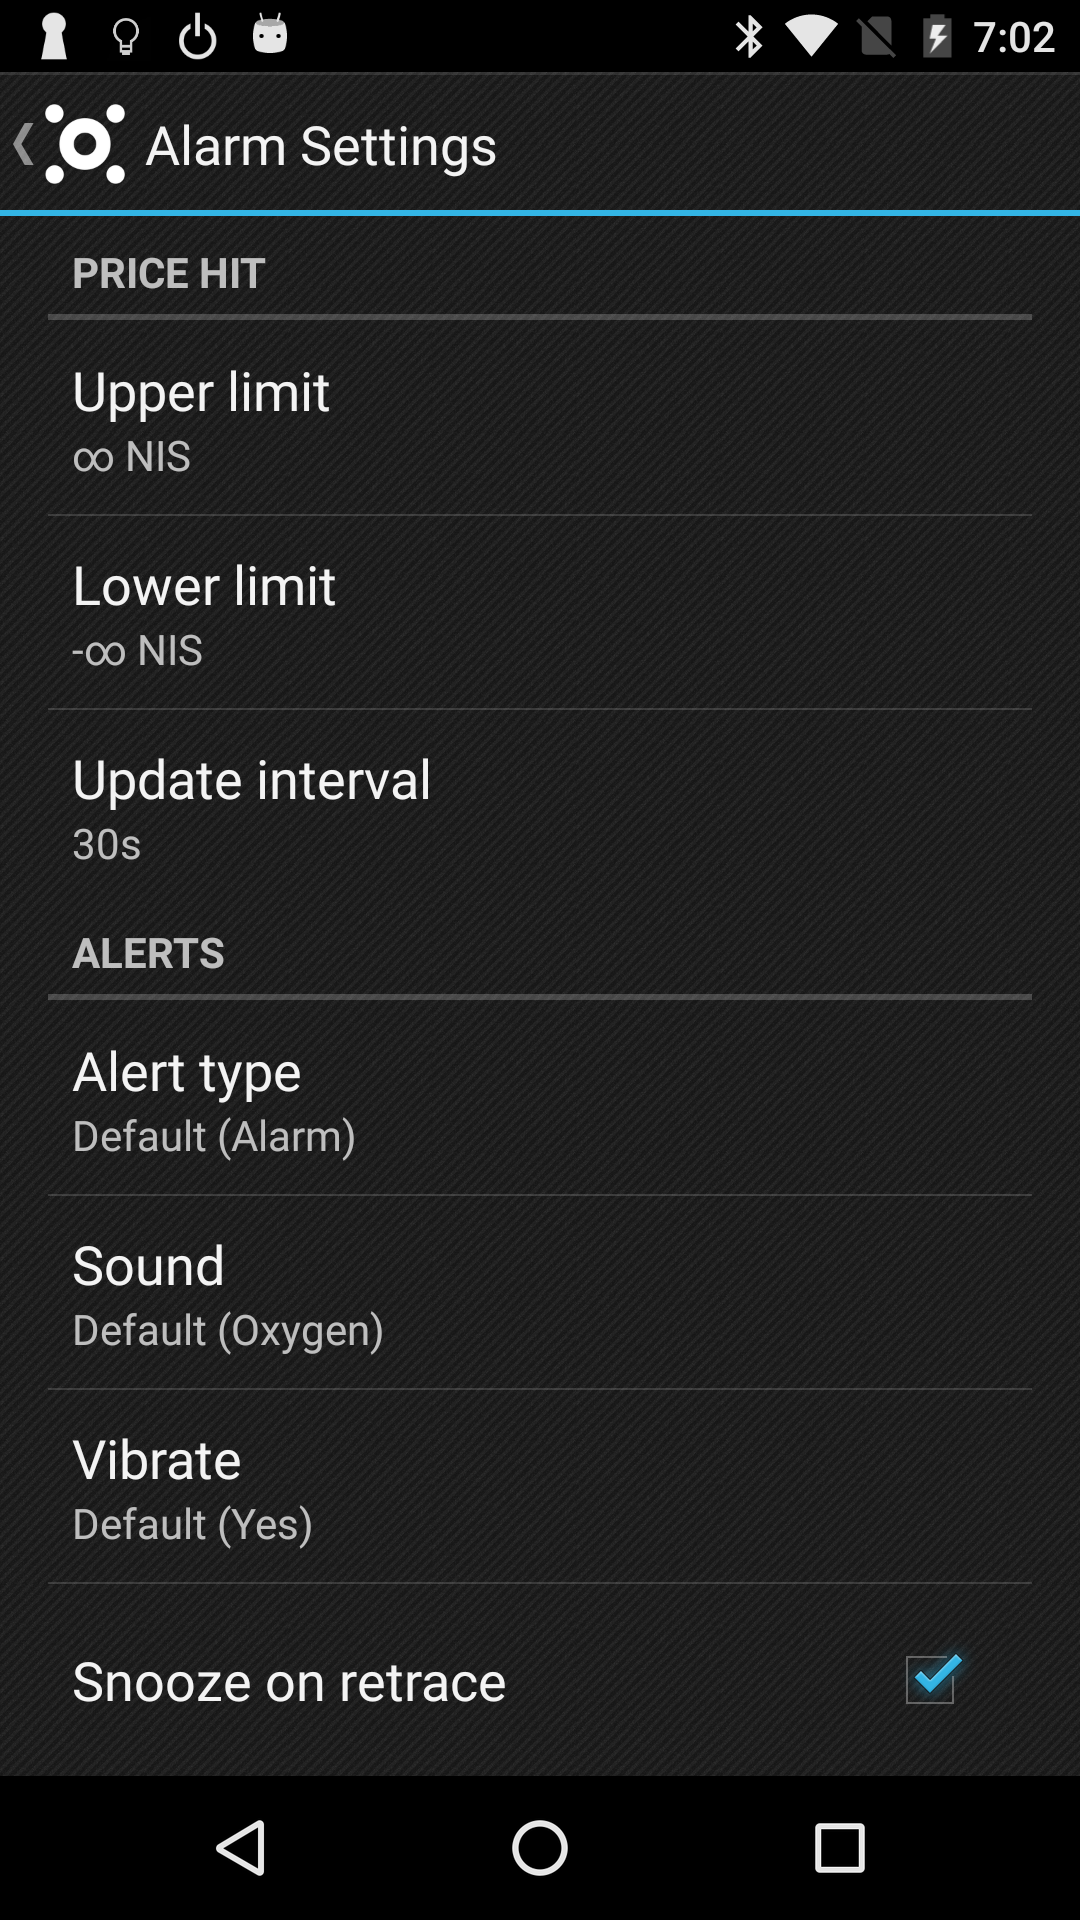 7:02
Alarm Settings
PRICE HIT
Upper limit
∞ NIS
Lower limit
-∞ NIS
Update interval
30s
ALERTS
Alert type
Default (Alarm)
Sound
Default (Oxygen)
Vibrate
Default (Yes)
Snooze on retrace